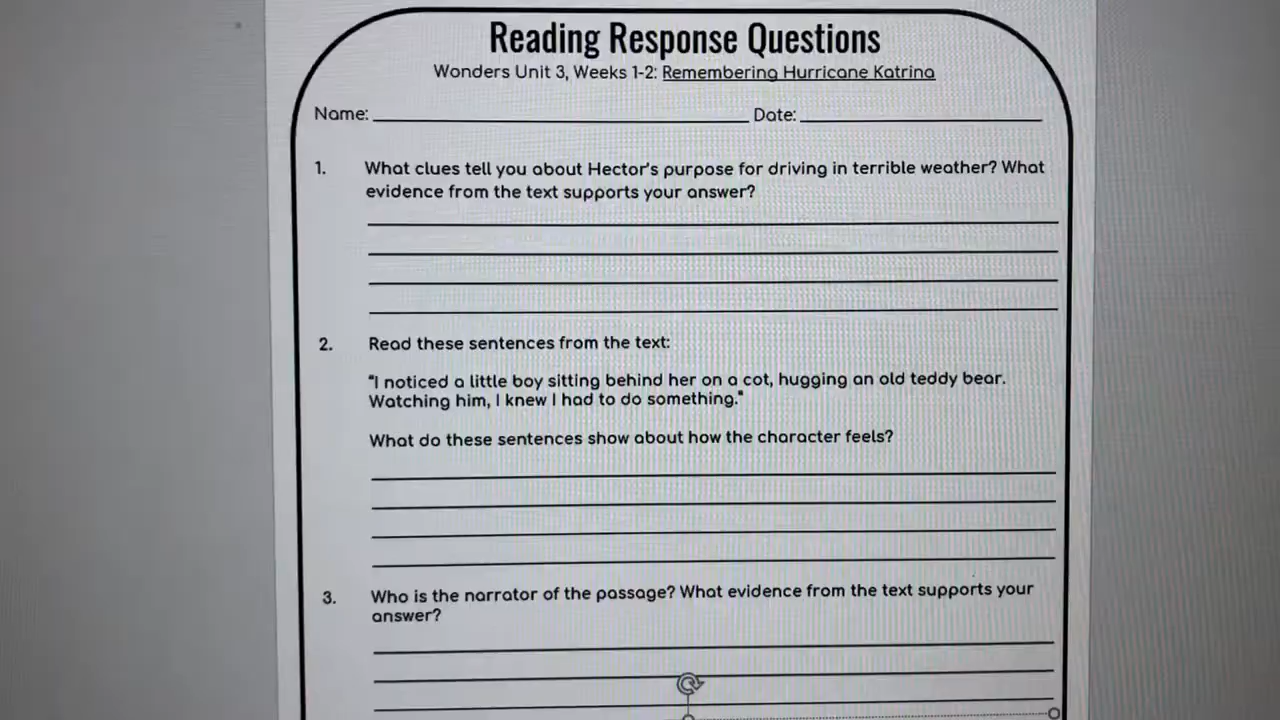 Reading Response Questions
Wonders Unit 3, Weeks 1-2: Remembering Hurricane Katrina
Name: Date:
1. What clues tell you about Hector's purpose for driving in terrible weather? What
evidence from the text supports your answer?
2. Read these sentences from the text:
"I noticed a little boy sitting behind her on a cot, hugging an old teddy bear.
Watching him, I knew I had to do something."
What do these sentences show about how the character feels?
3. Who is the narrator of the passage? What evidence from the text supports your
answer?